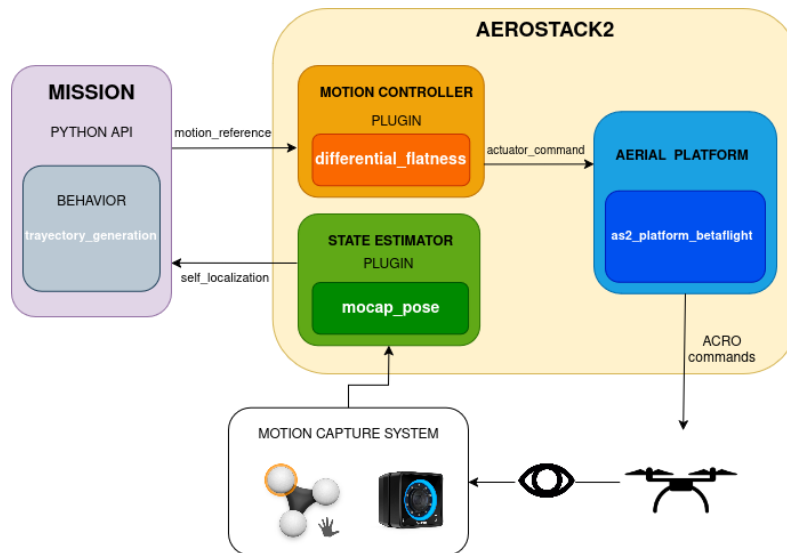 AEROSTACK2
MISSION
PYTHON API
BEHAVIOR
trayectory_generation
motion_reference
MOTION CONTROLLER
PLUGIN
differential_flatness
actuator_command
AERIAL PLATFORM
as2_platform_betaflight
STATE ESTIMATOR
PLUGIN
mocap_pose
self_localization
ACRO
commands
MOTION CAPTURE SYSTEM